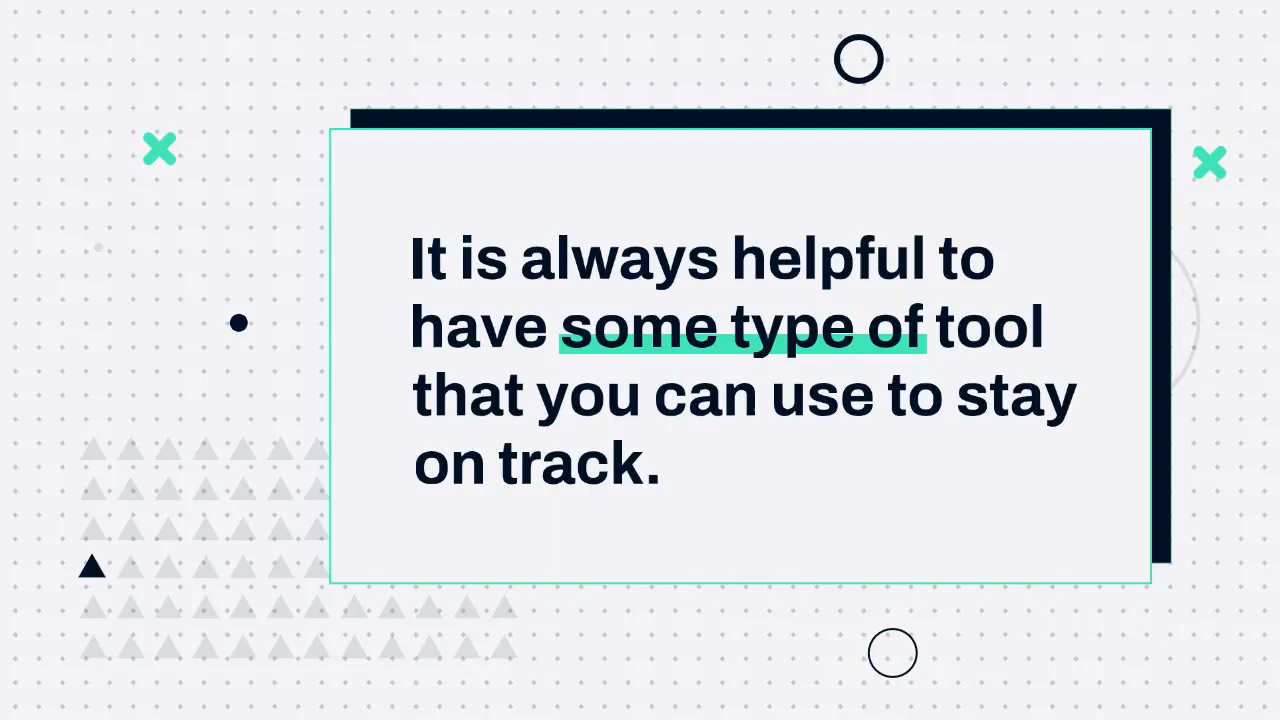 It is always helpful to
have some type of tool
that you can use to stay
on track.